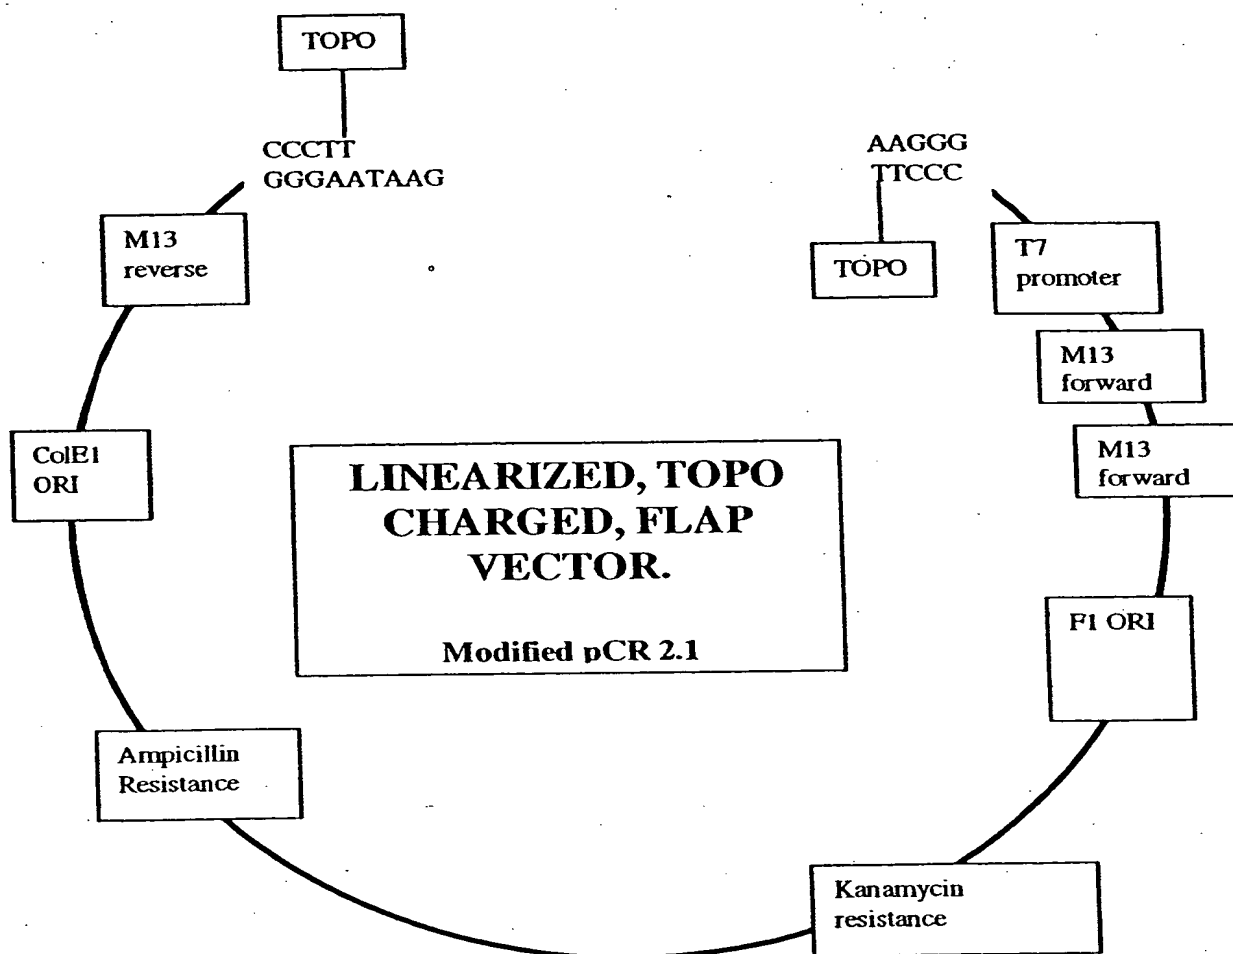 TOPO
CCCTT
GGGAATAAG
AAGGG
TTCCC
TOPO
M13
reverse
T7
promoter
M13
forward
M13
forward
ColE1
ORI
LINEARIZED, TOPO
CHARGED, FLAP
VECTOR.
Modified pCR 2.1
F1 ORI
Ampicillin
Resistance
Kanamycin
resistance